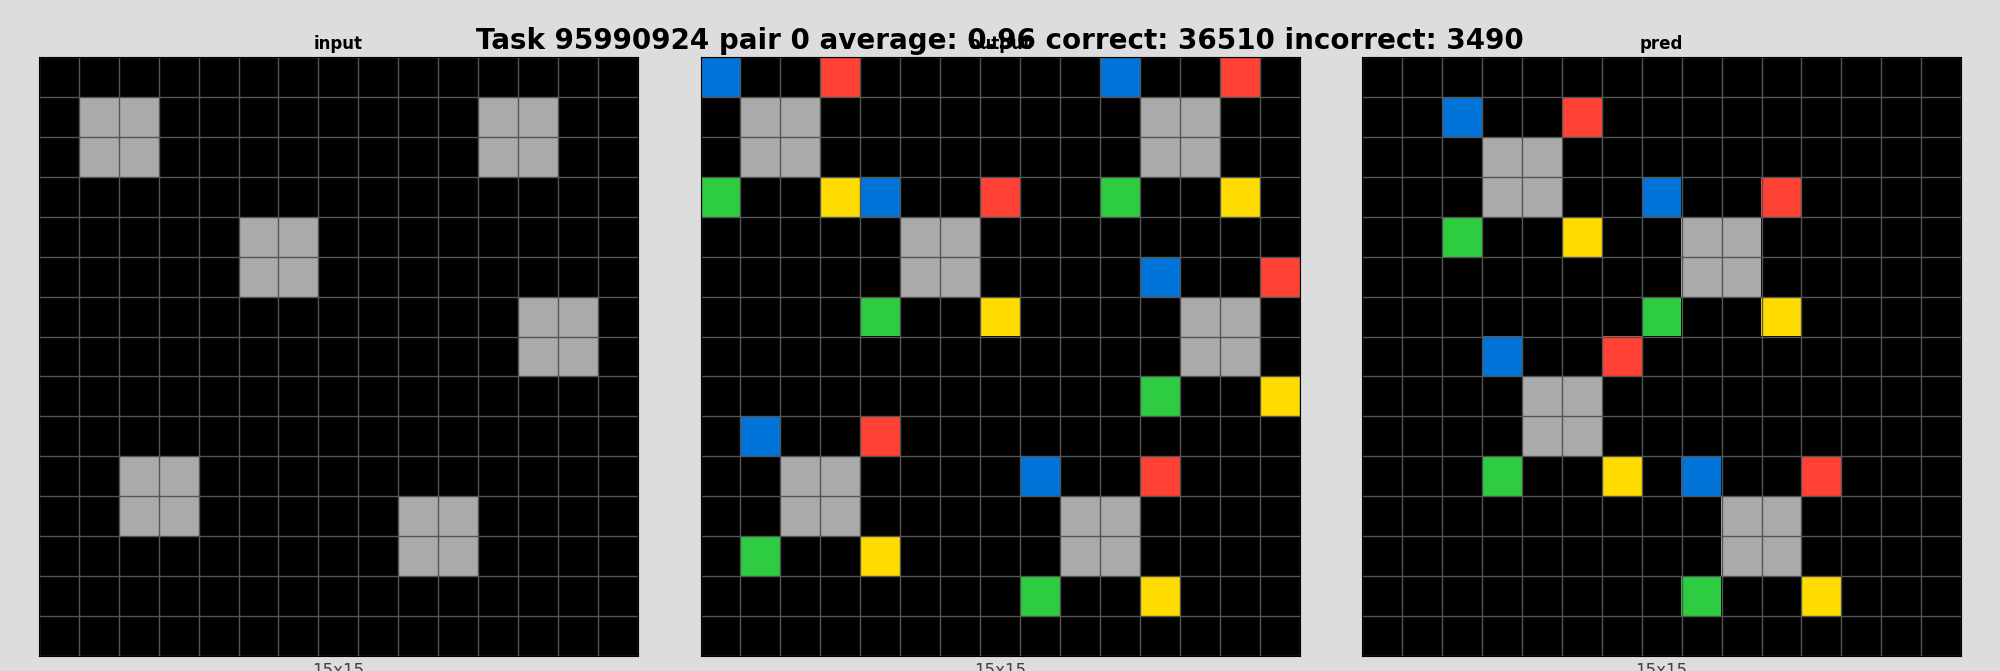 Task 95990924 pair 0 average: 0.96 correct: 36510 incorrect: 3490
input
output
pred
15x15
15x15
15x15